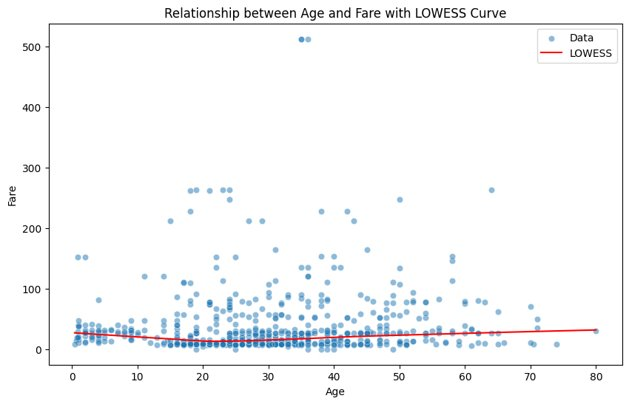 Relationship between Age and Fare with LOWESS Curve
Data
LOWESS
500
400
300
200
100
0
Fare
0 10 20 30 40 50 60 70 80
Age